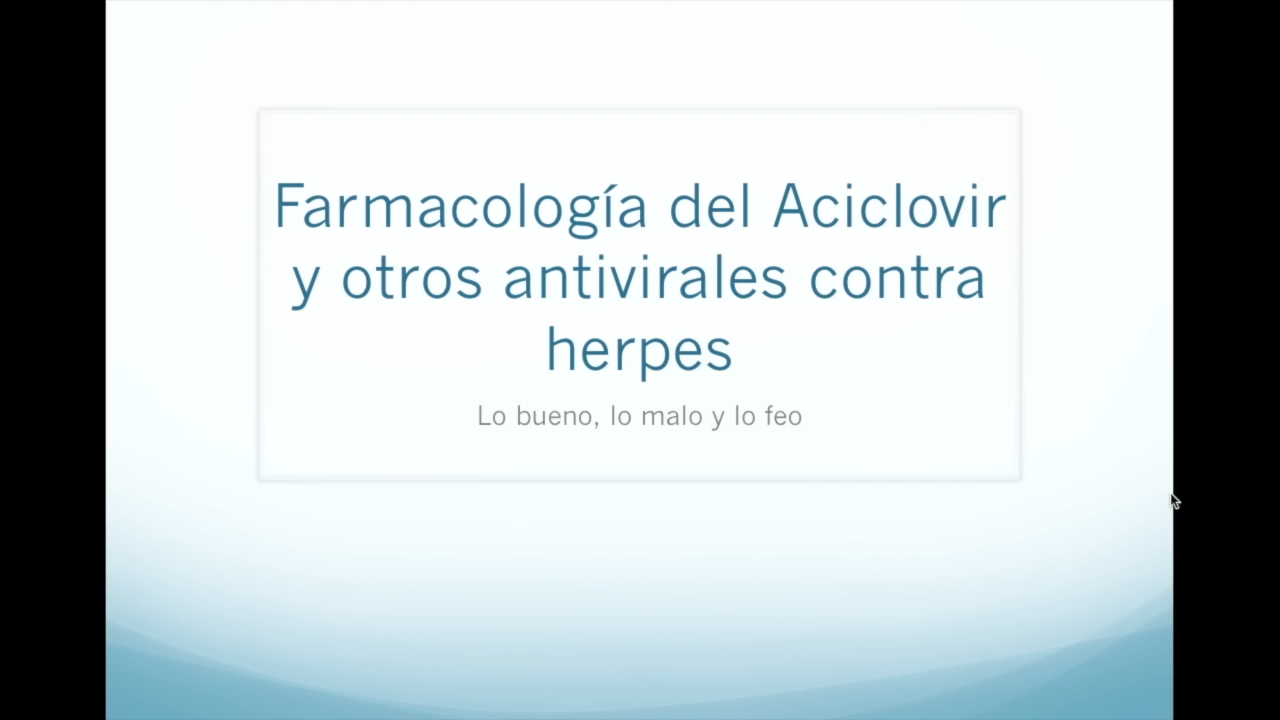 Farmacología del Aciclovir
y otros antivirales contra
herpes
Lo bueno, lo malo y lo feo